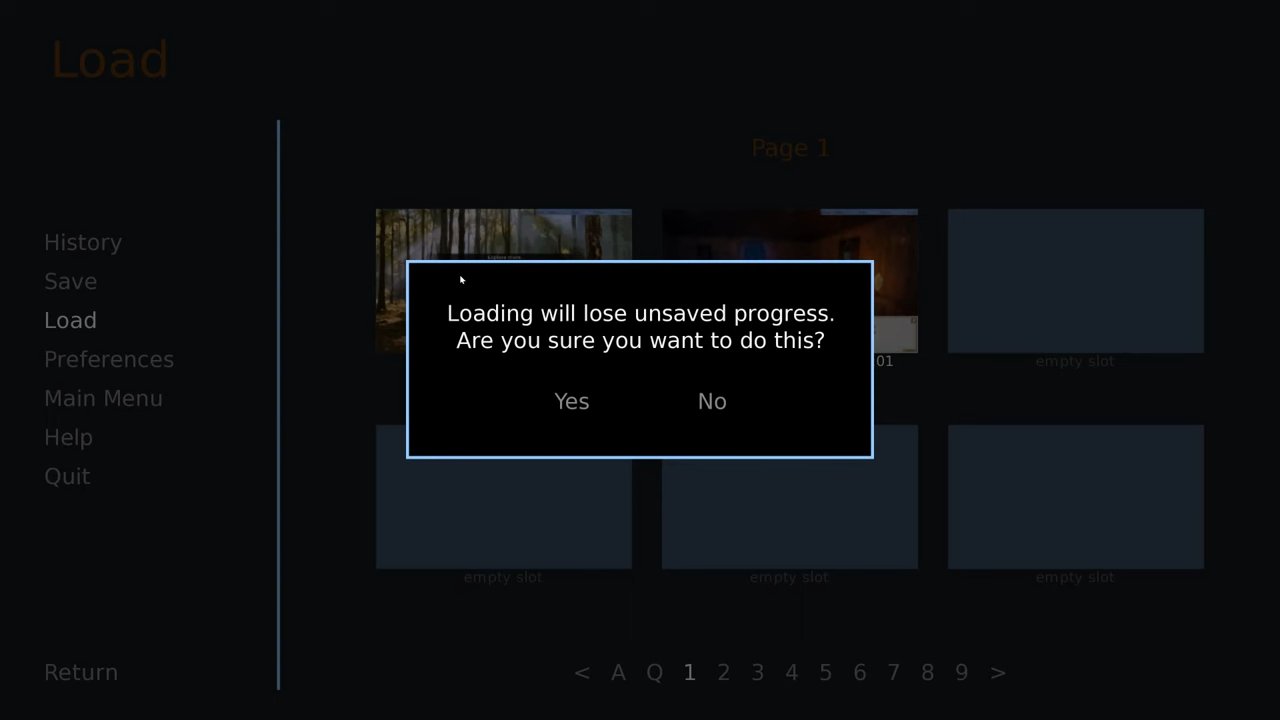 Load
Page 1
History
Save
Load
Preferences
Main Menu
Help
Quit
Return
Loading will lose unsaved progress.
Are you sure you want to do this?
Yes
No
01
empty slot
empty slot
empty slot
empty slot
< A Q 1 2 3 4 5 6 7 8 9 >